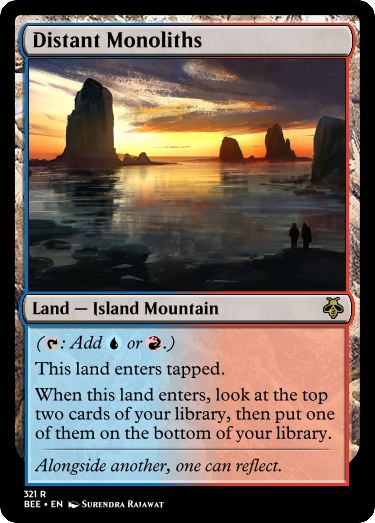 Distant Monoliths
Land — Island Mountain
(: Add or .)
This land enters tapped.
When this land enters, look at the top
two cards of your library, then put one
of them on the bottom of your library.
Alongside another, one can reflect.
321 R
BEE • EN Surendra Rajawat